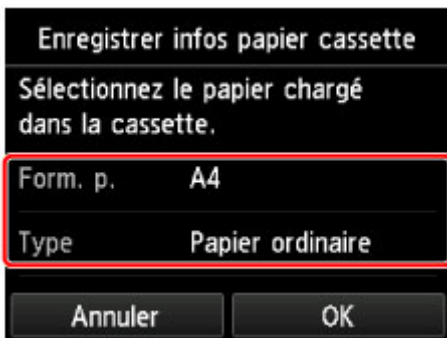 Enregistrer infos papier cassette
Sélectionnez le papier chargé
dans la cassette.
Form. p. A4
Type Papier ordinaire
Annuler OK